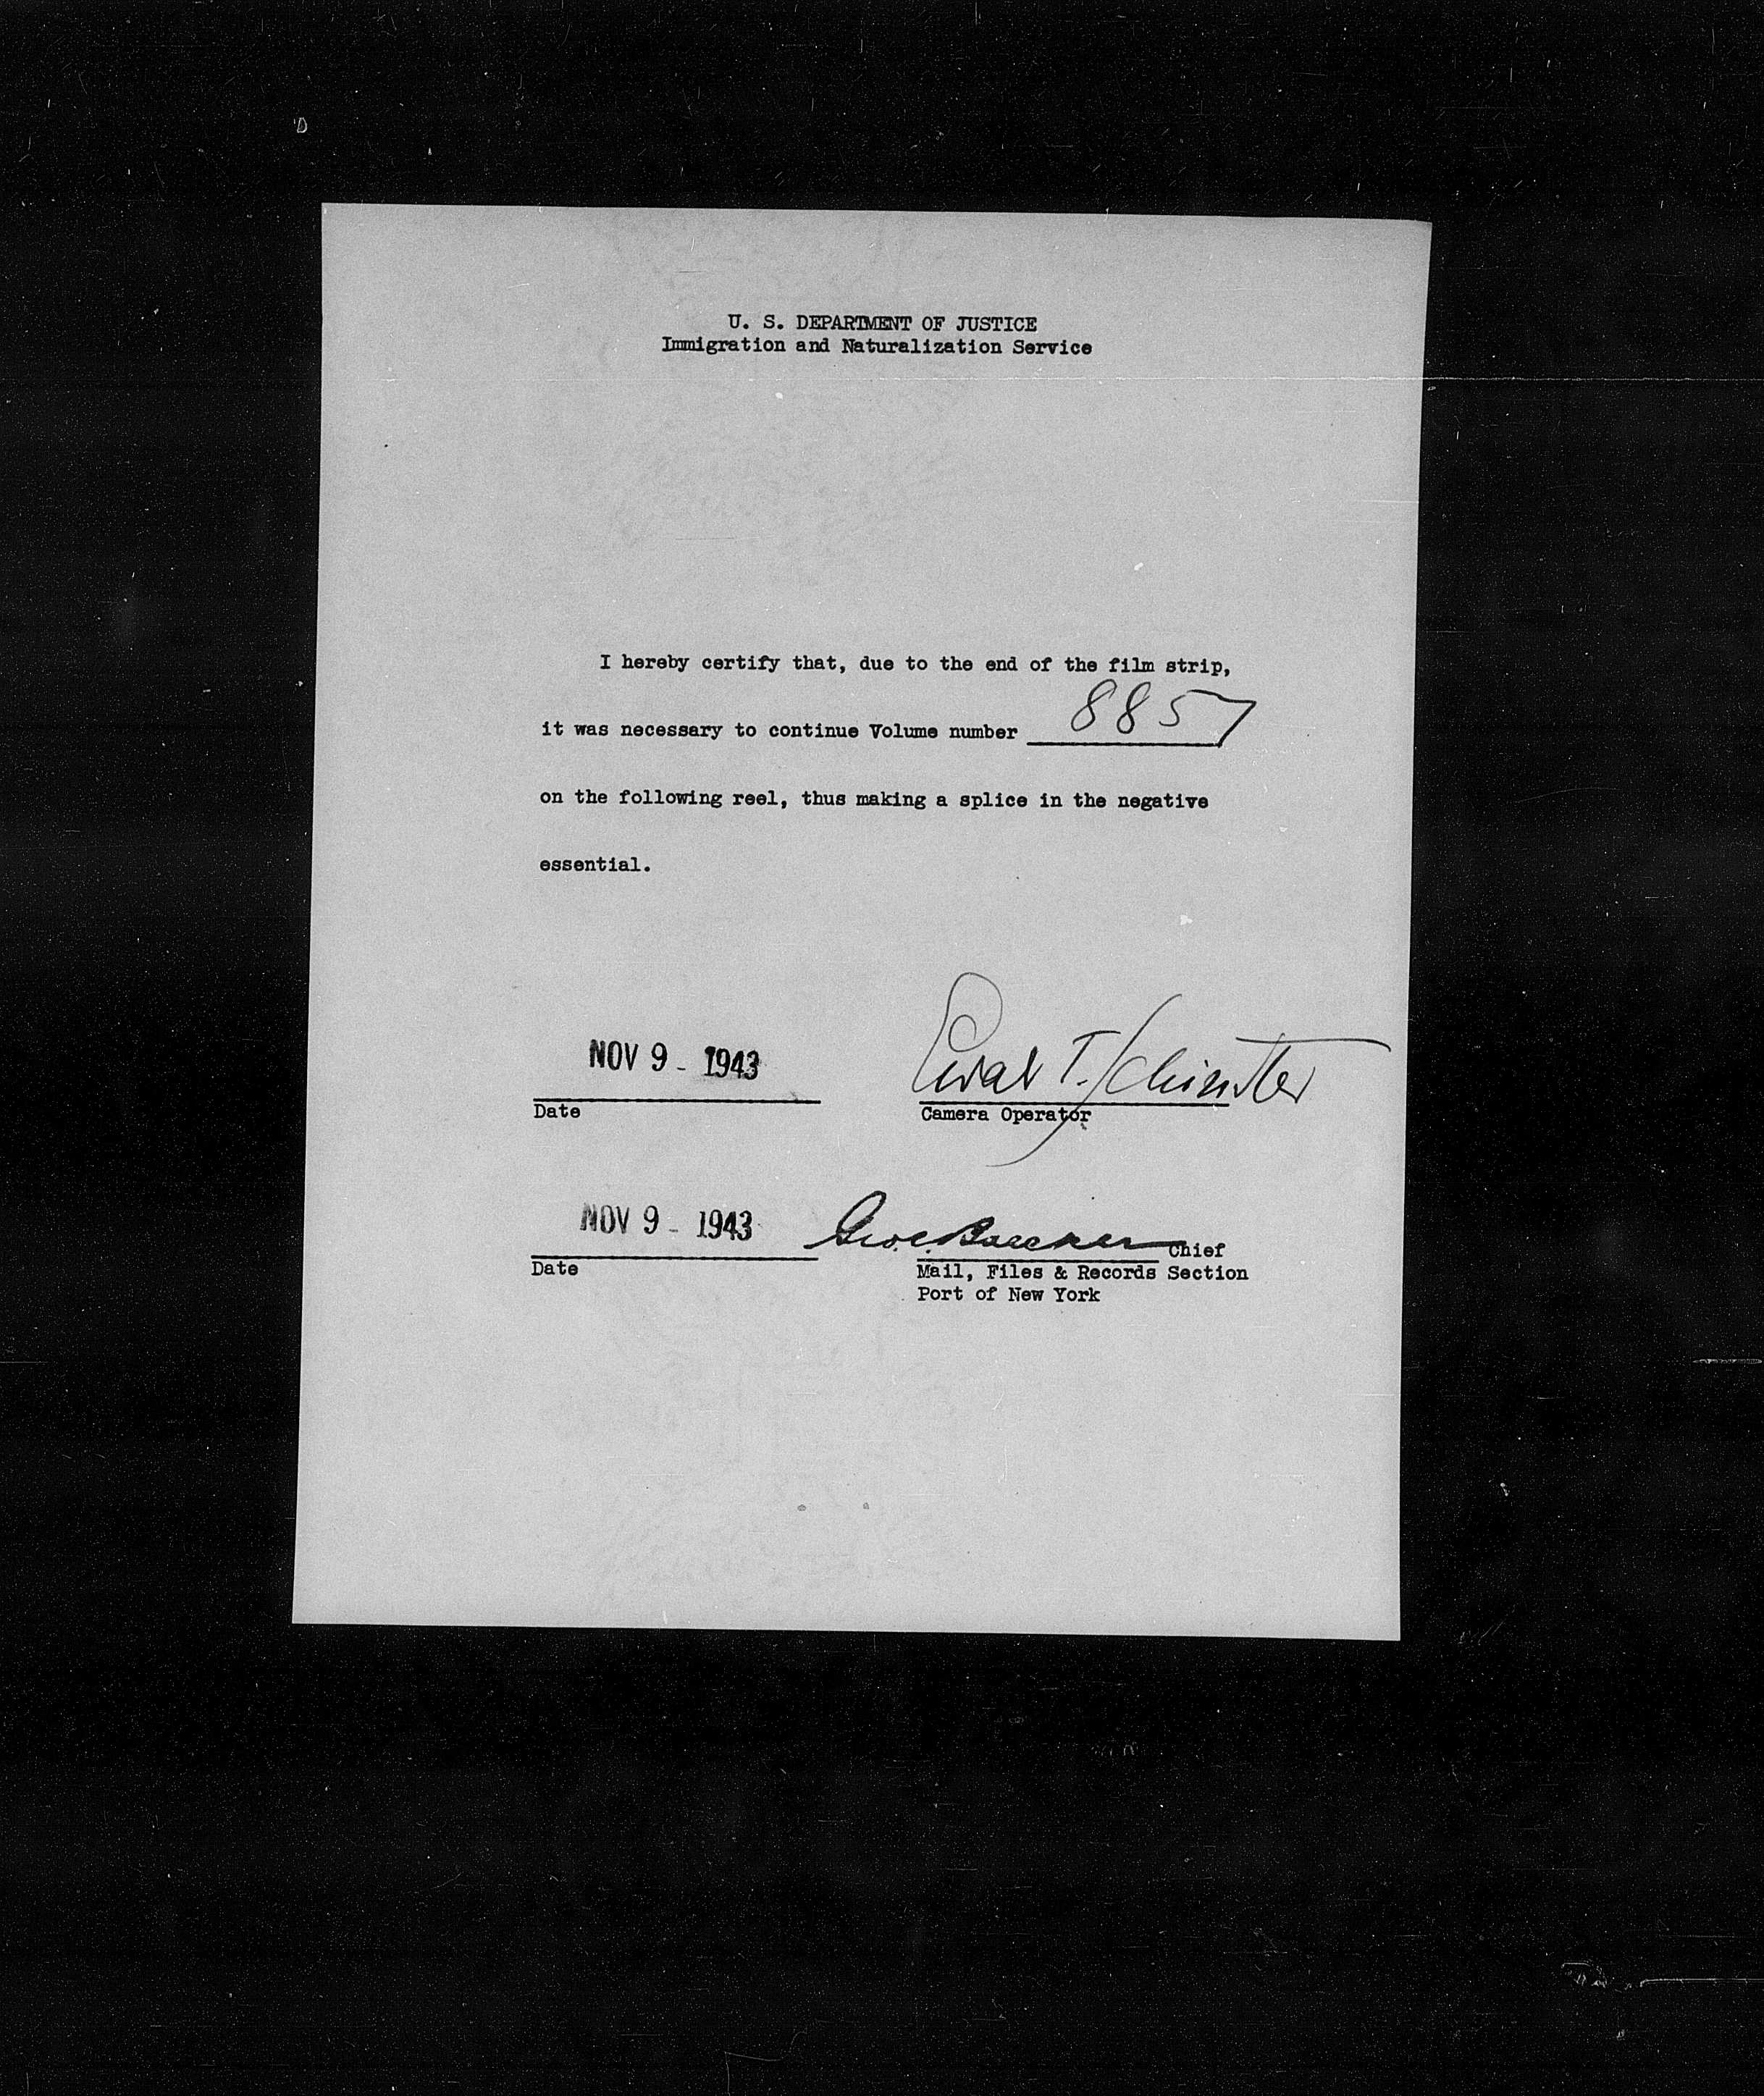 U. S. DEPARTMENT OF JUSTICE
Immigration and Naturalization Service
I hereby certify that, due to the end of the film strip,
it was necessary to continue Volume number 8857
on the following reel, thus making a splice in the negative
essential.
NOV 9 - 1943
Date
T. Schindler
Camera Operator
NOV 9 - 1943
Geo. Chief
Date
Mail, Files & Records Section
Port of New York